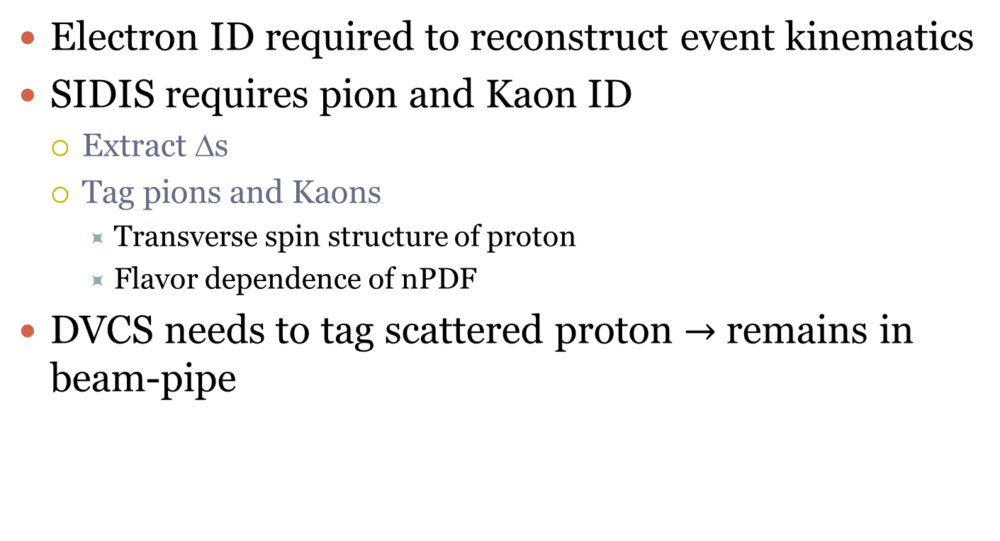 • Electron ID required to reconstruct event kinematics
• SIDIS requires pion and Kaon ID
○ Extract Δs
○ Tag pions and Kaons
Transverse spin structure of proton
Flavor dependence of nPDF
• DVCS needs to tag scattered proton → remains in
beam-pipe